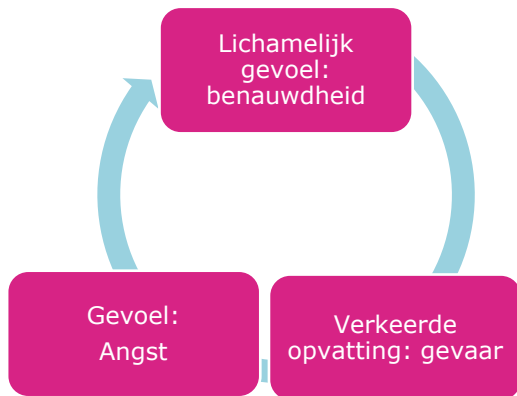 Lichamelijk
gevoel:
benauwdheid
Gevoel:
Angst
Verkeerde
opvatting: gevaar